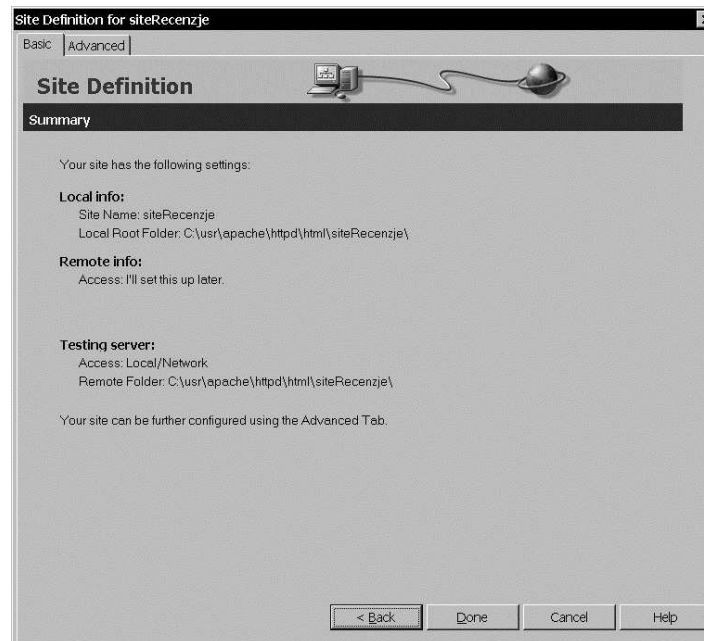 Site Definition for siteRecenzje
Basic
Advanced
Site Definition
Summary
Your site has the following settings:
Local info:
Site Name: siteRecenzje
Local Root Folder: C:\usr\apache\httpd\html\siteRecenzje\
Remote info:
Access: I'll set this up later.
Testing server:
Access: Local/Network
Remote Folder: C:\usr\apache\httpd\html\siteRecenzje\
Your site can be further configured using the Advanced Tab.
< Back
Done
Cancel
Help